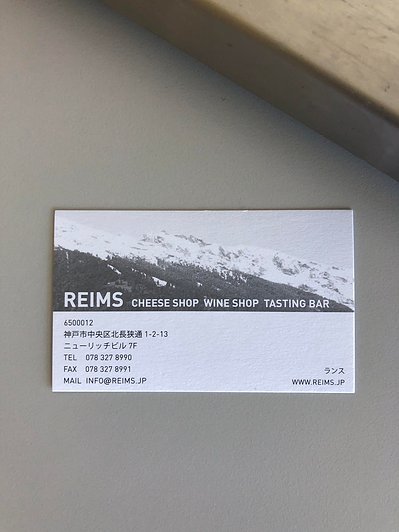 REIMS CHEESE SHOP WINE SHOP TASTING BAR
6500012
神戸市中央区北長狭通 1-2-13
ニューリッチビル 7F
TEL 078 327 8990
FAX 078 327 8991
ランス
MAIL INFO@REIMS.JP
WWW.REIMS.JP